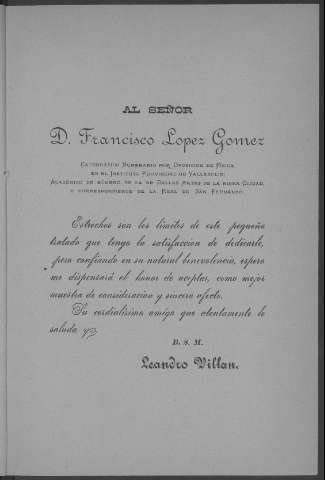 AL SEÑOR
D. Francisco Lopez Gomez
CATEDRÁTICO NUMERARIO POR OPOSICIÓN DE FÍSICA
EN EL INSTITUTO PROVINCIAL DE VALLADOLID;
ACADÉMICO DE NÚMERO DE LA DE BELLAS ARTES DE LA MISMA CIUDAD,
Y CORRESPONDIENTE DE LA REAL DE SAN FERNANDO.
Estrechos son los límites de este pequeño
tratado que tengo la satisfacción de dedicarle,
pero confiando en su natural benevolencia, espero
me dispensará el honor de aceptar, como mejor
muestra de consideración y sincero afecto.
Su cordialísimo amigo que atentamente le
saluda y
B. S. M.
Leandro Villan.